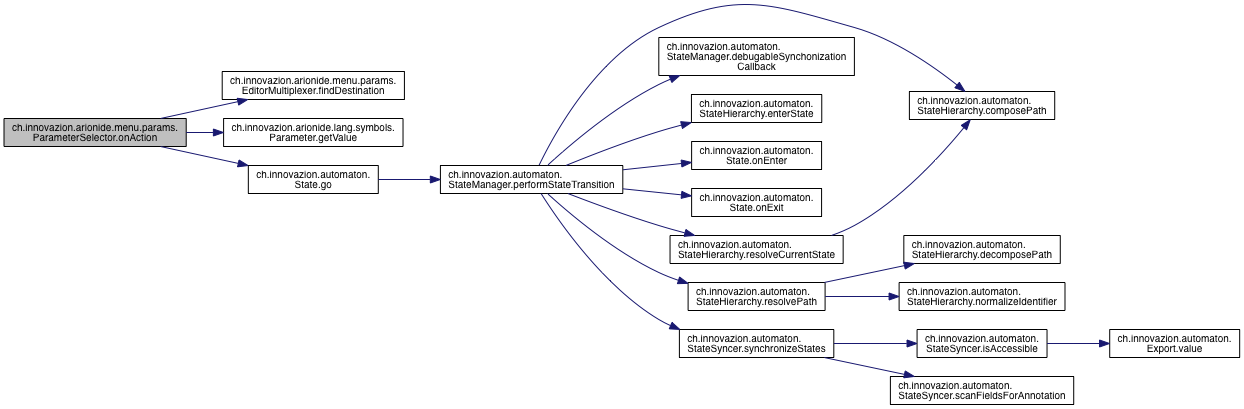 ch.innovazion.arionide.menu.params.
ParameterSelector.onAction
ch.innovazion.arionide.menu.params.
EditorMultiplexer.findDestination
ch.innovazion.arionide.lang.symbols.
Parameter.getValue
ch.innovazion.automaton.
State.go
ch.innovazion.automaton.
StateManager.performStateTransition
ch.innovazion.automaton.
StateManager.debugableSynchonization
Callback
ch.innovazion.automaton.
StateHierarchy.enterState
ch.innovazion.automaton.
State.onEnter
ch.innovazion.automaton.
State.onExit
ch.innovazion.automaton.
StateHierarchy.resolveCurrentState
ch.innovazion.automaton.
StateHierarchy.resolvePath
ch.innovazion.automaton.
StateSyncer.synchronizeStates
ch.innovazion.automaton.
StateHierarchy.composePath
ch.innovazion.automaton.
StateHierarchy.decomposePath
ch.innovazion.automaton.
StateHierarchy.normalizeIdentifier
ch.innovazion.automaton.
StateSyncer.isAccessible
ch.innovazion.automaton.
StateSyncer.scanFieldsForAnnotation
ch.innovazion.automaton.
Export.value